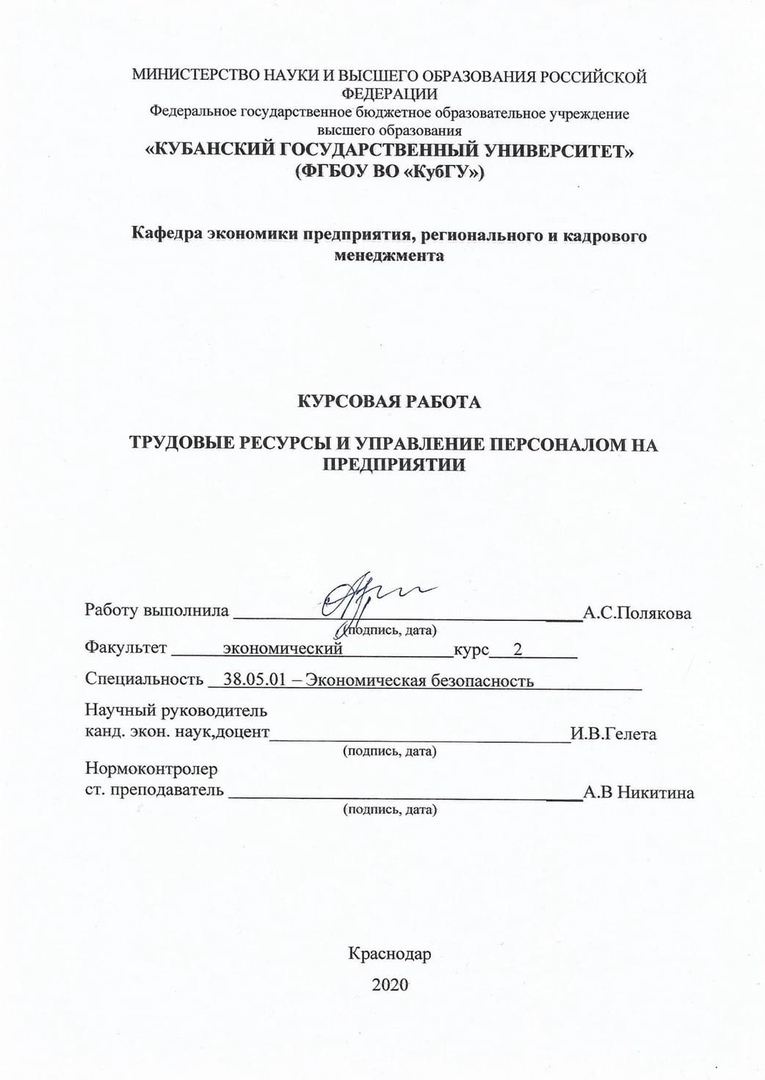 МИНИСТЕРСТВО НАУКИ И ВЫСШЕГО ОБРАЗОВАНИЯ РОССИЙСКОЙ
ФЕДЕРАЦИИ
Федеральное государственное бюджетное образовательное учреждение
высшего образования
«КУБАНСКИЙ ГОСУДАРСТВЕННЫЙ УНИВЕРСИТЕТ»
(ФГБОУ ВО «КубГУ»)
Кафедра экономики предприятия, регионального и кадрового
менеджмента
КУРСОВАЯ РАБОТА
ТРУДОВЫЕ РЕСУРСЫ И УПРАВЛЕНИЕ ПЕРСОНАЛОМ НА
ПРЕДПРИЯТИИ
Работу выполнила А.С.Полякова
(подпись, дата)
Факультет экономический курс 2
Специальность 38.05.01 – Экономическая безопасность
Научный руководитель
канд. экон. наук,доцент И.В.Гелета
(подпись, дата)
Нормоконтролер
ст. преподаватель А.В Никитина
(подпись, дата)
Краснодар
2020